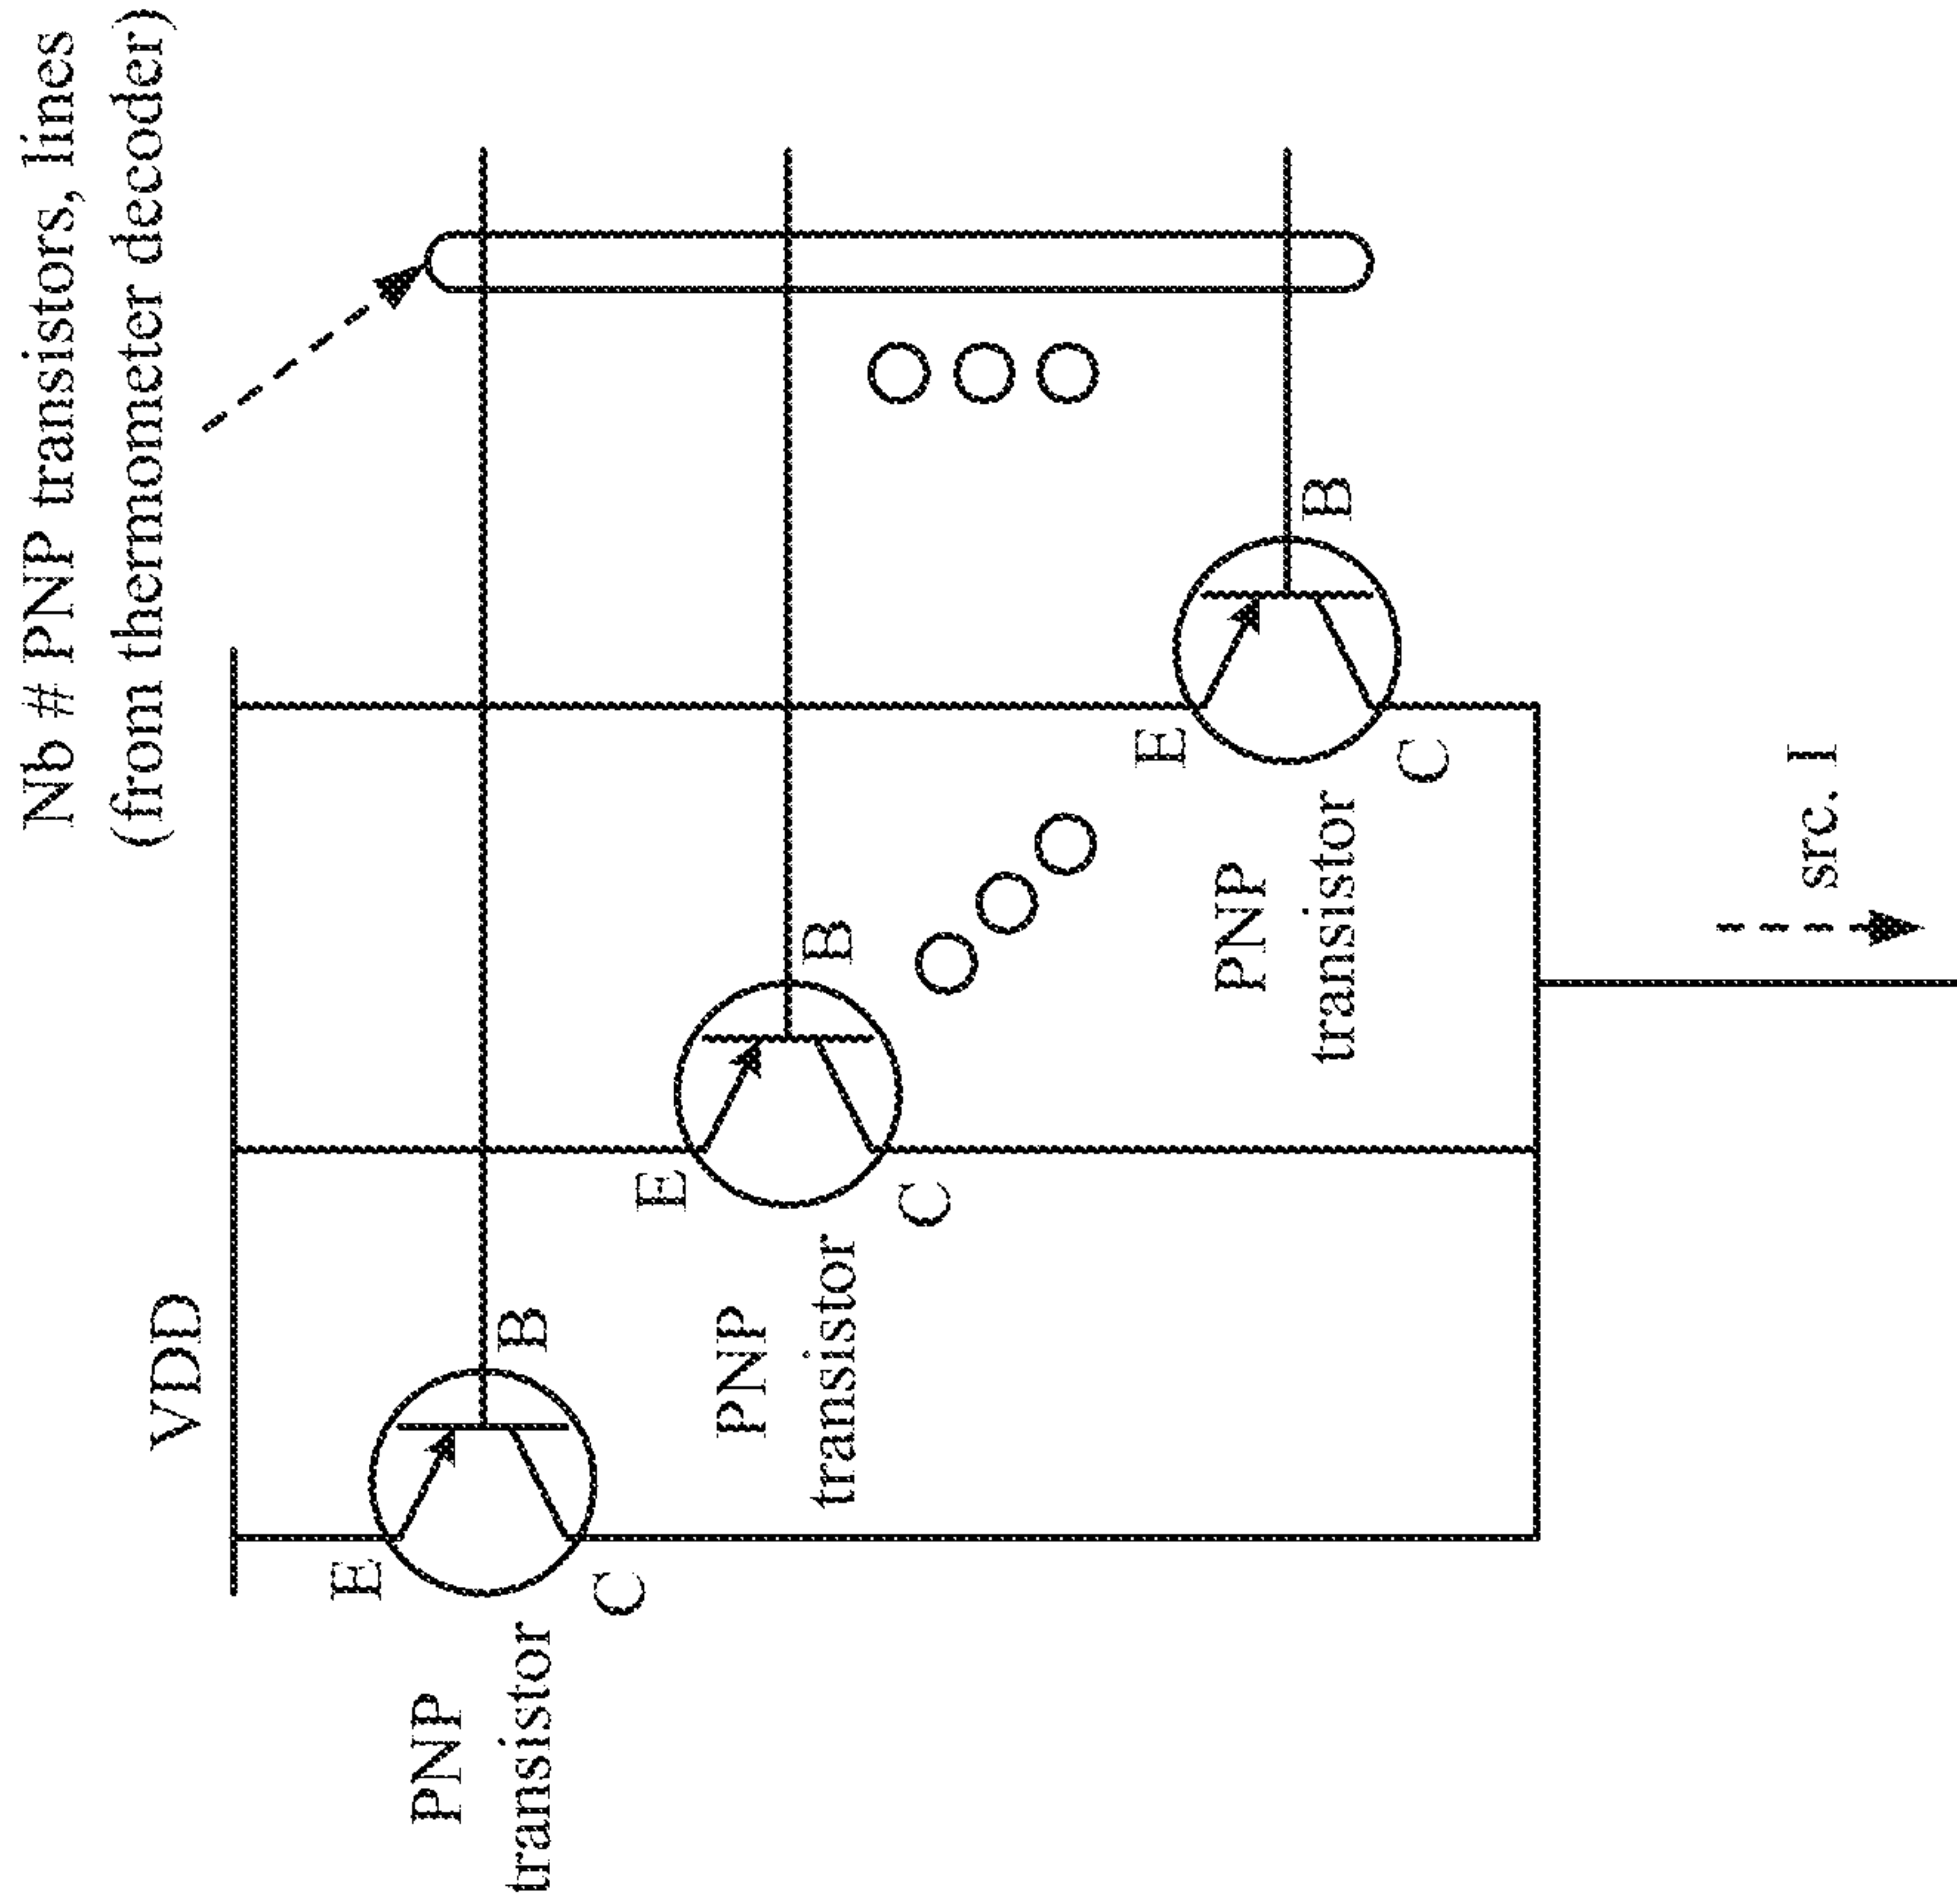 Nb # PNP transistors, lines
(from thermometer decoder)
VDD
E
PNP
transistor
B
C
E
PNP
transistor
B
C
E
PNP
transistor
B
C
src. I